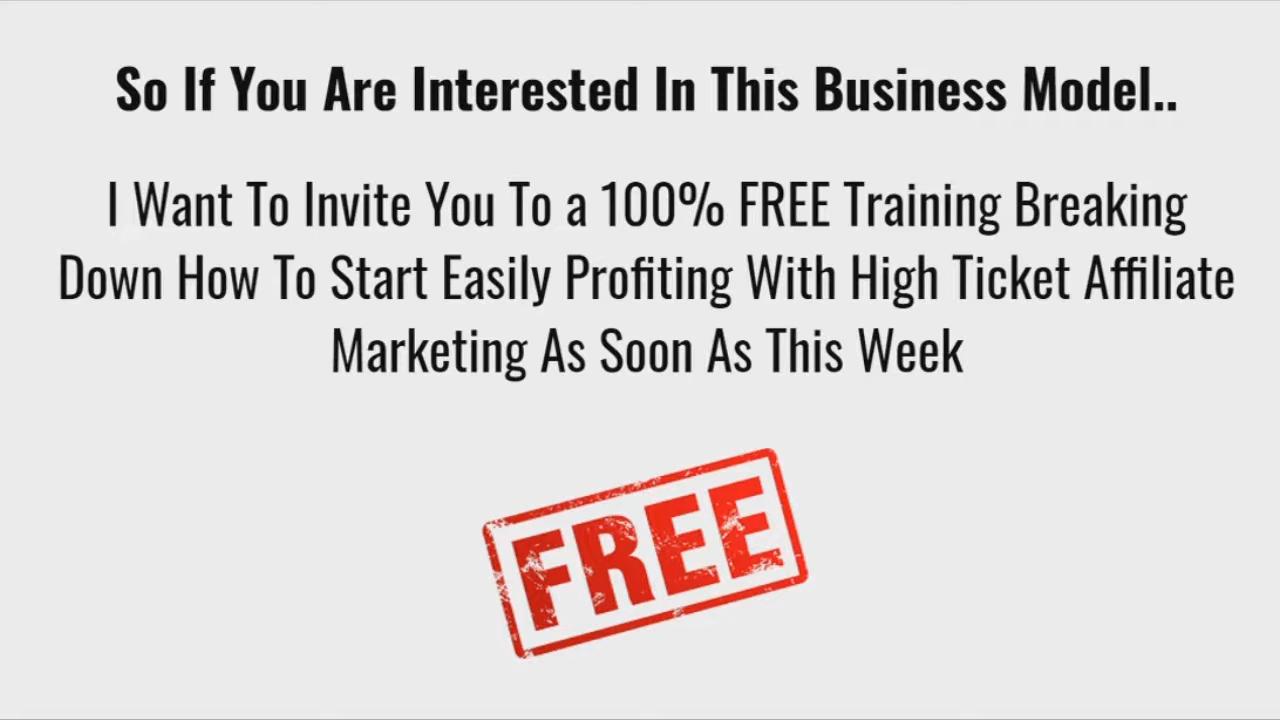 So If You Are Interested In This Business Model..
I Want To Invite You To a 100% FREE Training Breaking
Down How To Start Easily Profiting With High Ticket Affiliate
Marketing As Soon As This Week
FREE